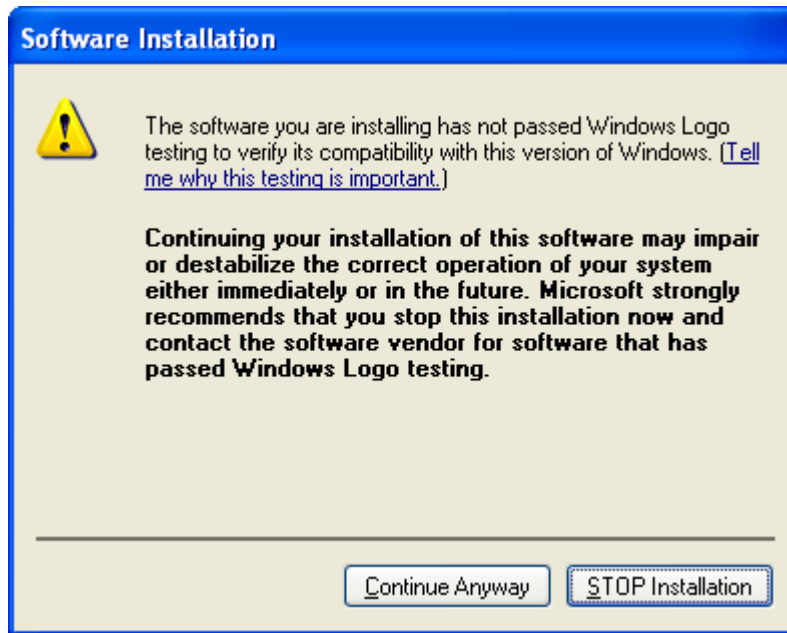 Software Installation
The software you are installing has not passed Windows Logo
testing to verify its compatibility with this version of Windows. (Tell
me why this testing is important.)
Continuing your installation of this software may impair
or destabilize the correct operation of your system
either immediately or in the future. Microsoft strongly
recommends that you stop this installation now and
contact the software vendor for software that has
passed Windows Logo testing.
Continue Anyway
STOP Installation